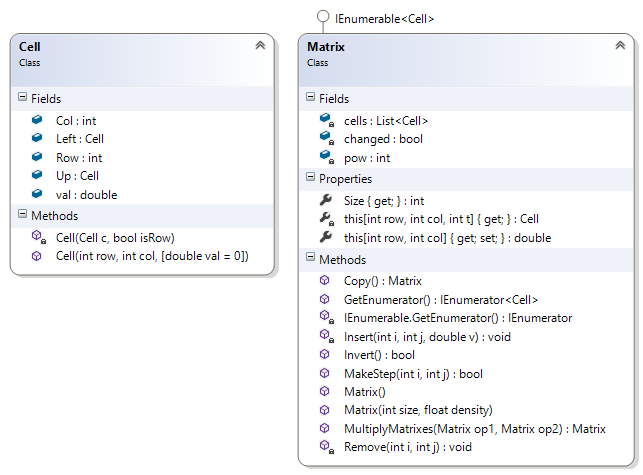 IEnumerable<Cell>
Cell
Class
Fields
Col : int
Left : Cell
Row : int
Up : Cell
val : double
Methods
Cell(Cell c, bool isRow)
Cell(int row, int col, [double val = 0])
Matrix
Class
Fields
cells : List<Cell>
changed : bool
pow : int
Properties
Size { get; } : int
this[int row, int col, int t] { get; } : Cell
this[int row, int col] { get; set; } : double
Methods
Copy() : Matrix
GetEnumerator() : IEnumerator<Cell>
IEnumerable.GetEnumerator() : IEnumerator
Insert(int i, int j, double v) : void
Invert() : bool
MakeStep(int i, int j) : bool
Matrix()
Matrix(int size, float density)
MultiplyMatrixes(Matrix op1, Matrix op2) : Matrix
Remove(int i, int j) : void